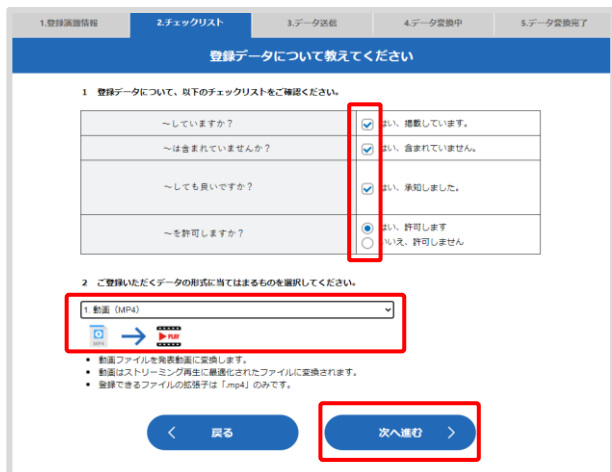 1.登録演題情報
2.チェックリスト
3.データ送信
4.データ変換中
5.データ変換完了
登録データについて教えてください
1 登録データについて、以下のチェックリストをご確認ください。
～していますか?
はい、掲載しています。
～は含まれていませんか?
はい、含まれていません。
～しても良いですか?
はい、承知しました。
～を許可しますか?
はい、許可します
いいえ、許可しません
2 ご登録いただくデータの形式に当てはまるものを選択してください。
1. 動画（MP4）
MP4
PLAY
動画ファイルを発表動画に変換します。
動画はストリーミング再生に最適化されたファイルに変換されます。
登録できるファイルの拡張子は「.mp4」のみです。
戻る
次へ進む